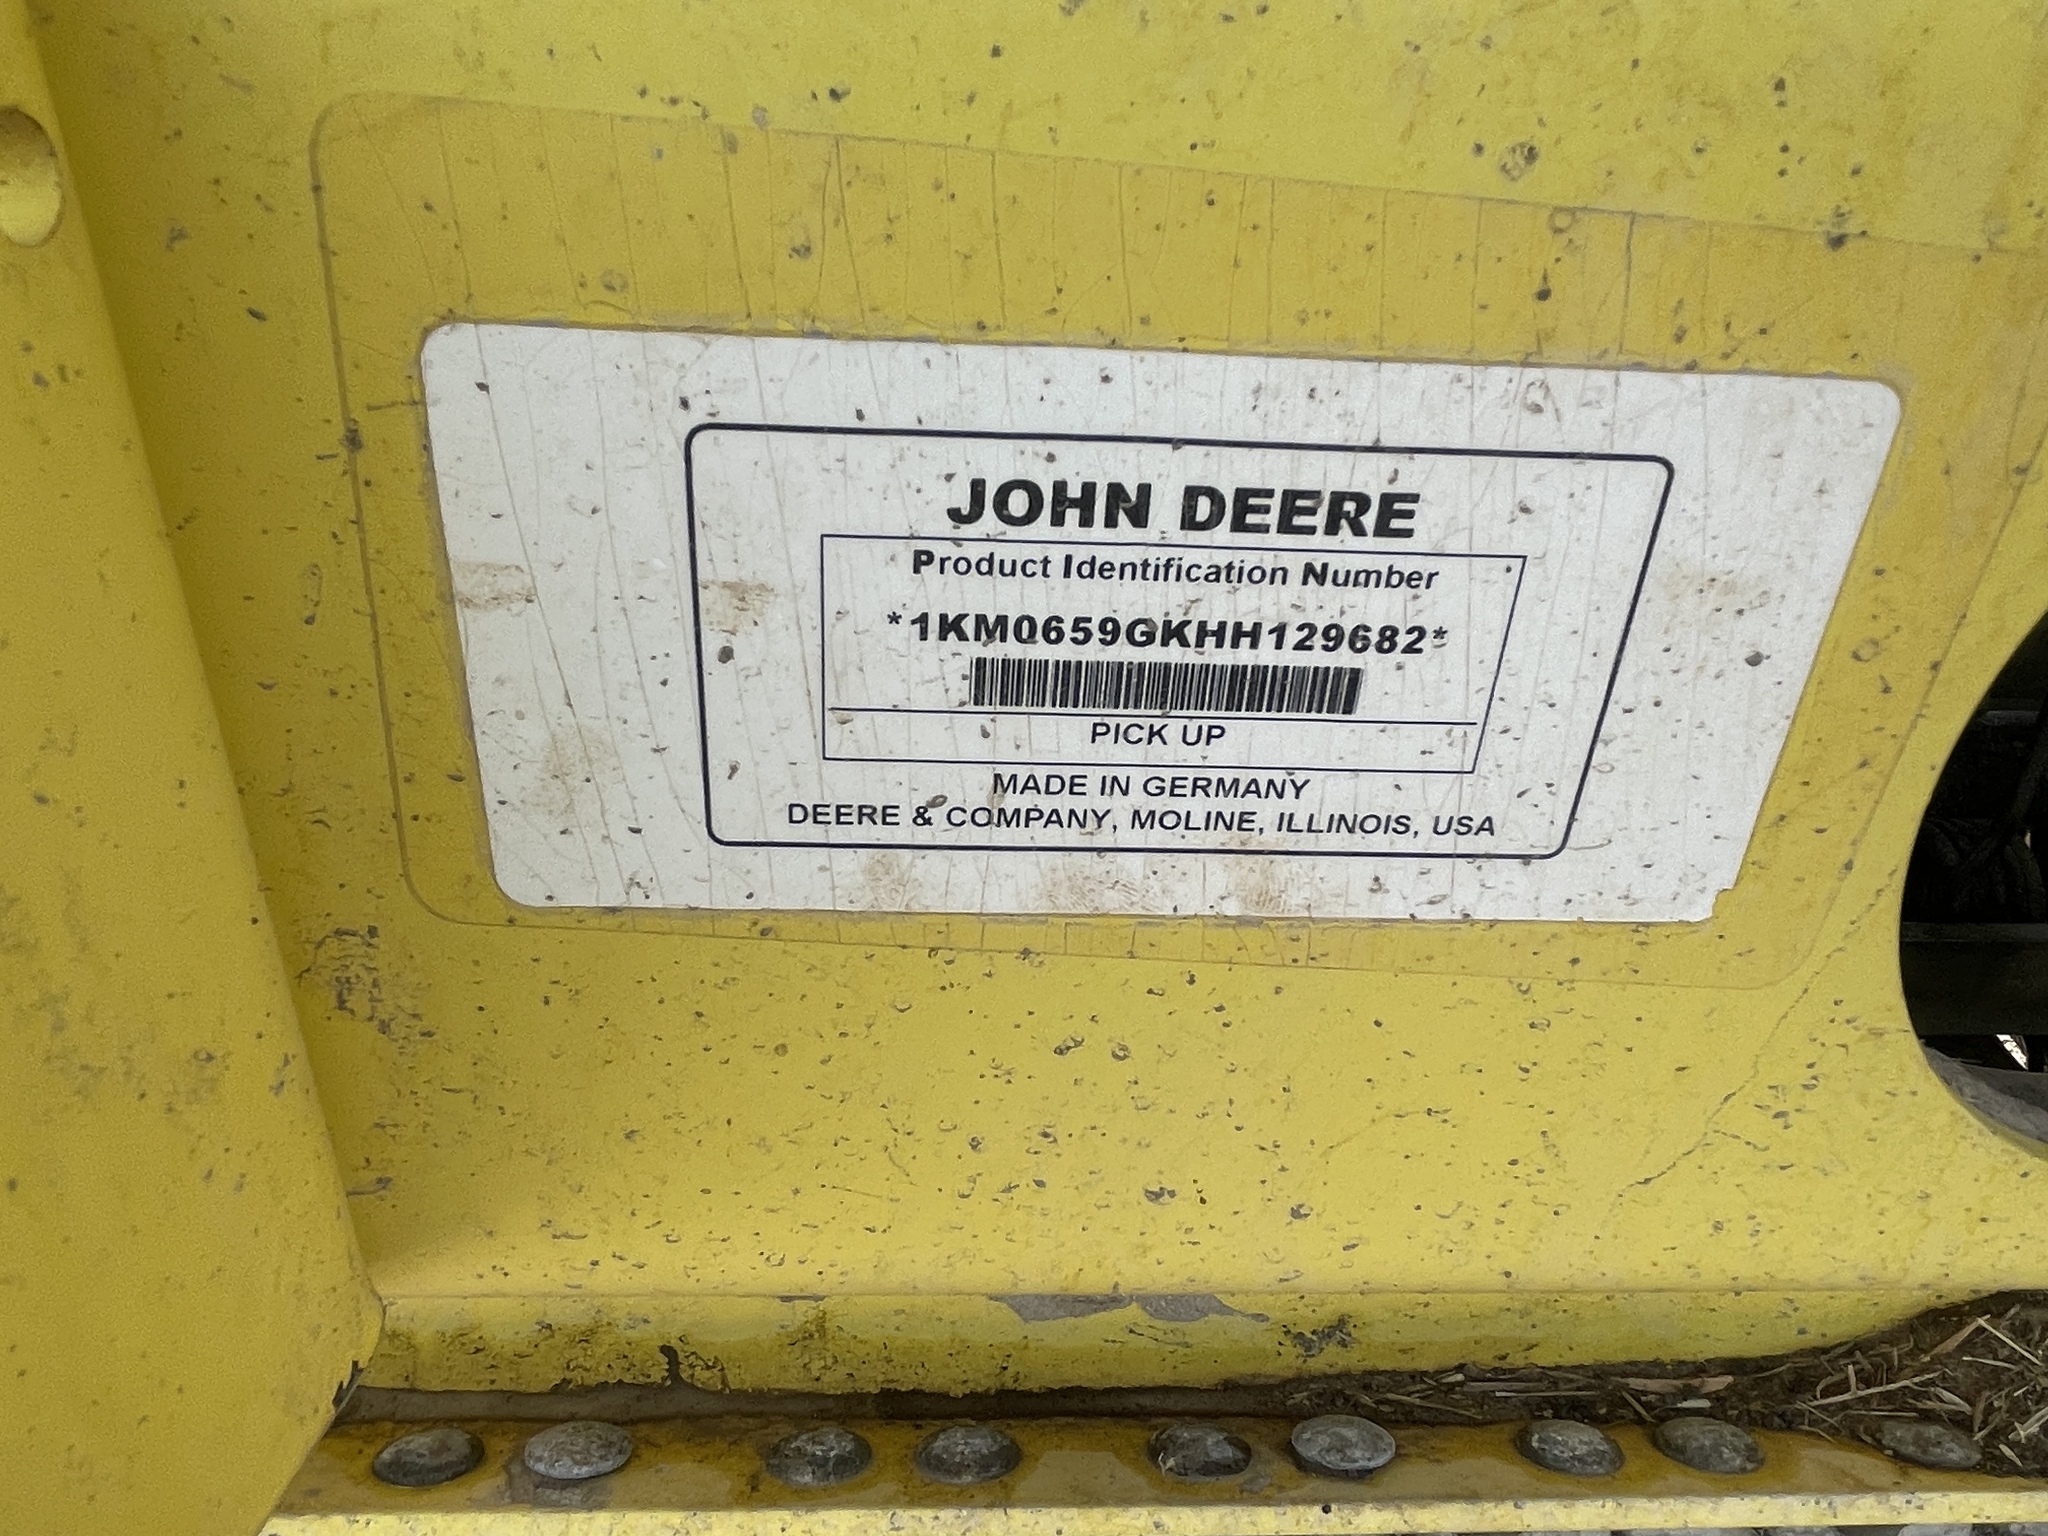 JOHN DEERE
Product Identification Number
*1KM0659GKHH129682*
PICK UP
MADE IN GERMANY
DEERE & COMPANY, MOLINE, ILLINOIS, USA